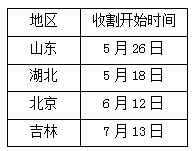 地区 收割开始时间
山东 5月26日
湖北 5月18日
北京 6月12日
吉林 7月13日